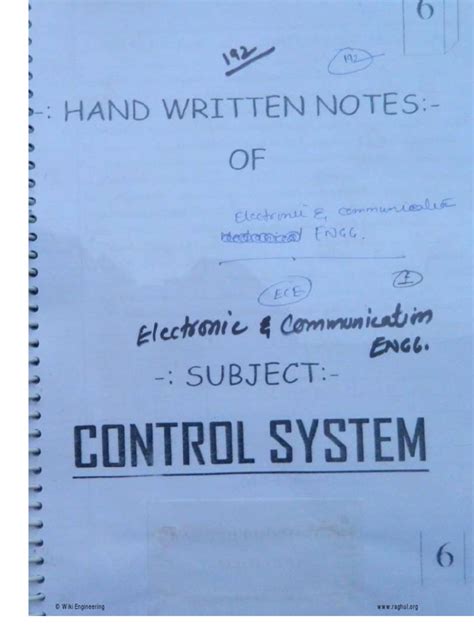 6
192
192
-: HAND WRITTEN NOTES:-
OF
Electronic & Communication
ENGG.
ECE
E
Electronic & Communication
ENGG.
-: SUBJECT:-
CONTROL SYSTEM
6
© Wiki Engineering www.raghul.org